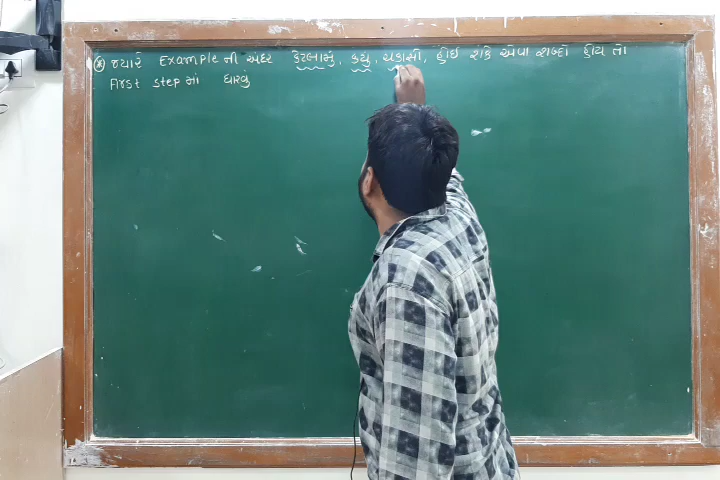 * જ્યારે Example ની અંદર કેટલામું, કયું, ચકાસો, હોઈ શકે એવા શબ્દો હોય તો
First step માં ધારવું